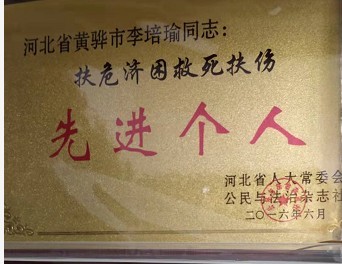 河北省黄骅市李培瑜同志：
扶危济困救死扶伤
先进个人
河北省人大常委会
公民与法治杂志社
二〇一六年六月